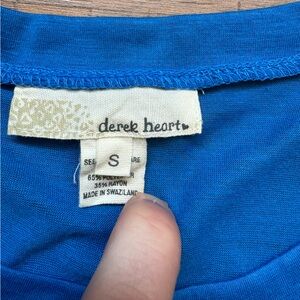 derek heart
S
65% POLYESTER
35% RAYON
MADE IN SWAZILAND